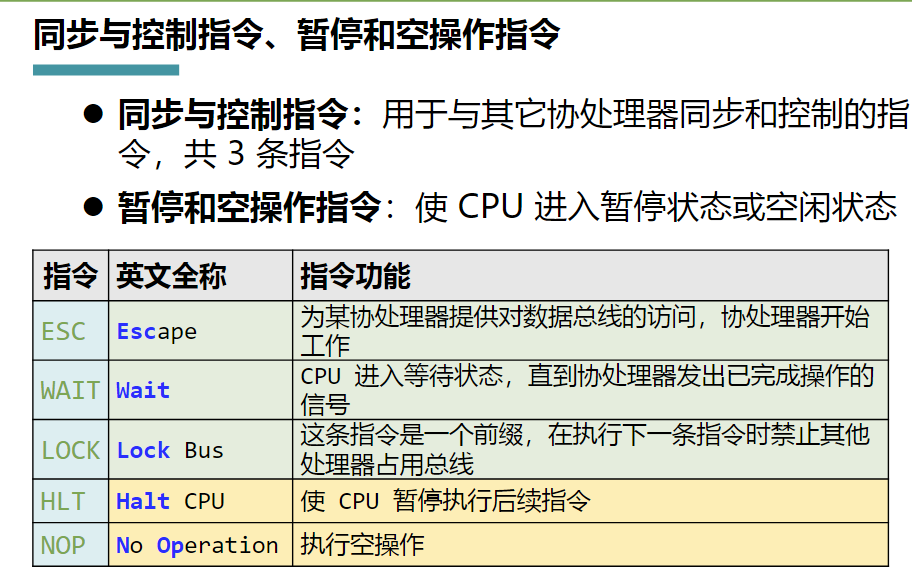 同步与控制指令、暂停和空操作指令
● 同步与控制指令：用于与其它协处理器同步和控制的指
令，共 3 条指令
● 暂停和空操作指令：使 CPU 进入暂停状态或空闲状态
指令 英文全称 指令功能
ESC Escape 为某协处理器提供对数据总线的访问，协处理器开始
工作
WAIT Wait CPU 进入等待状态，直到协处理器发出已完成操作的
信号
LOCK Lock Bus 这条指令是一个前缀，在执行下一条指令时禁止其他
处理器占用总线
HLT Halt CPU 使 CPU 暂停执行后续指令
NOP No Operation 执行空操作